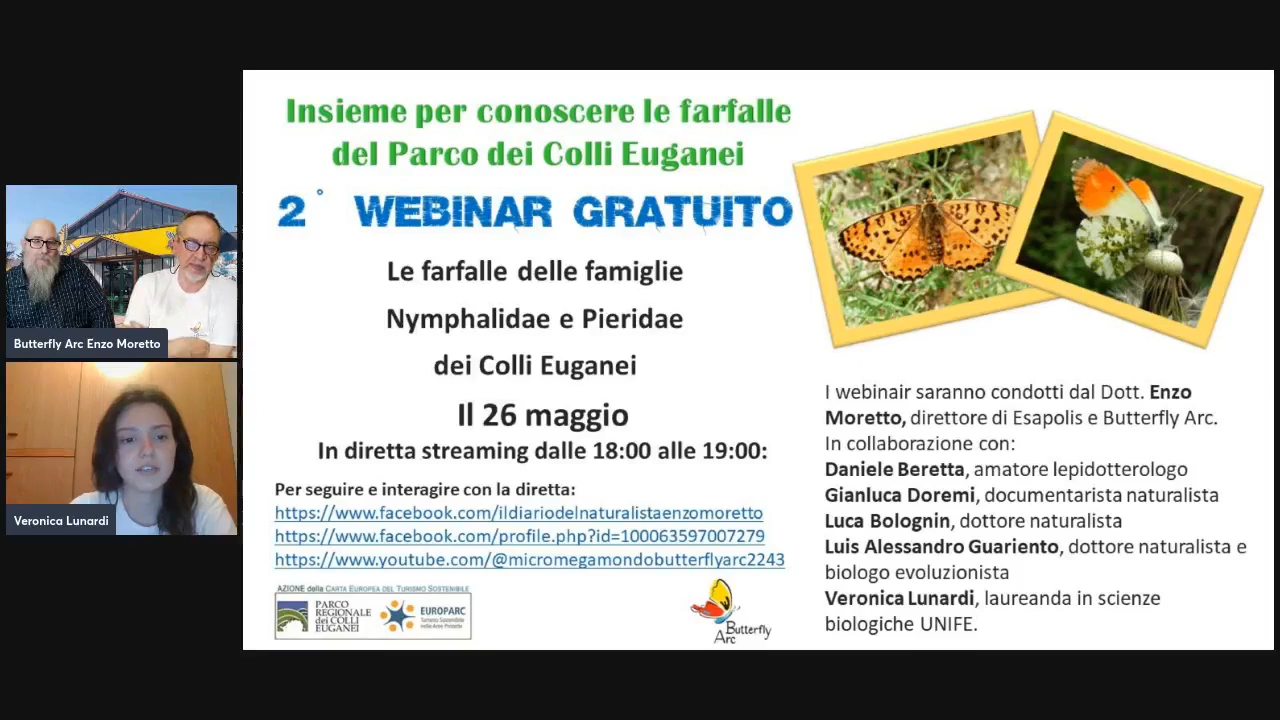 Insieme per conoscere le farfalle
del Parco dei Colli Euganei
2° WEBINAR GRATUITO
Le farfalle delle famiglie
Nymphalidae e Pieridae
dei Colli Euganei
Il 26 maggio
In diretta streaming dalle 18:00 alle 19:00:
Per seguire e interagire con la diretta:
https://www.facebook.com/ildiariodelnaturalistaenzomoretto
https://www.facebook.com/profile.php?id=100063597007279
https://www.youtube.com/@micromegamondobutterflyarc2243
AZIONE della CARTA EUROPEA DEL TURISMO SOSTENIBILE
PARCO
REGIONALE
dei COLLI
EUGANEI
EUROPARC
Turismo Sostenibile
nelle Aree Protette
Butterfly
Arc
I webinair saranno condotti dal Dott. Enzo
Moretto, direttore di Esapolis e Butterfly Arc.
In collaborazione con:
Daniele Beretta, amatore lepidotterologo
Gianluca Doremi, documentarista naturalista
Luca Bolognin, dottore naturalista
Luis Alessandro Guariento, dottore naturalista e
biologo evoluzionista
Veronica Lunardi, laureanda in scienze
biologiche UNIFE.
Butterfly Arc Enzo Moretto
Veronica Lunardi